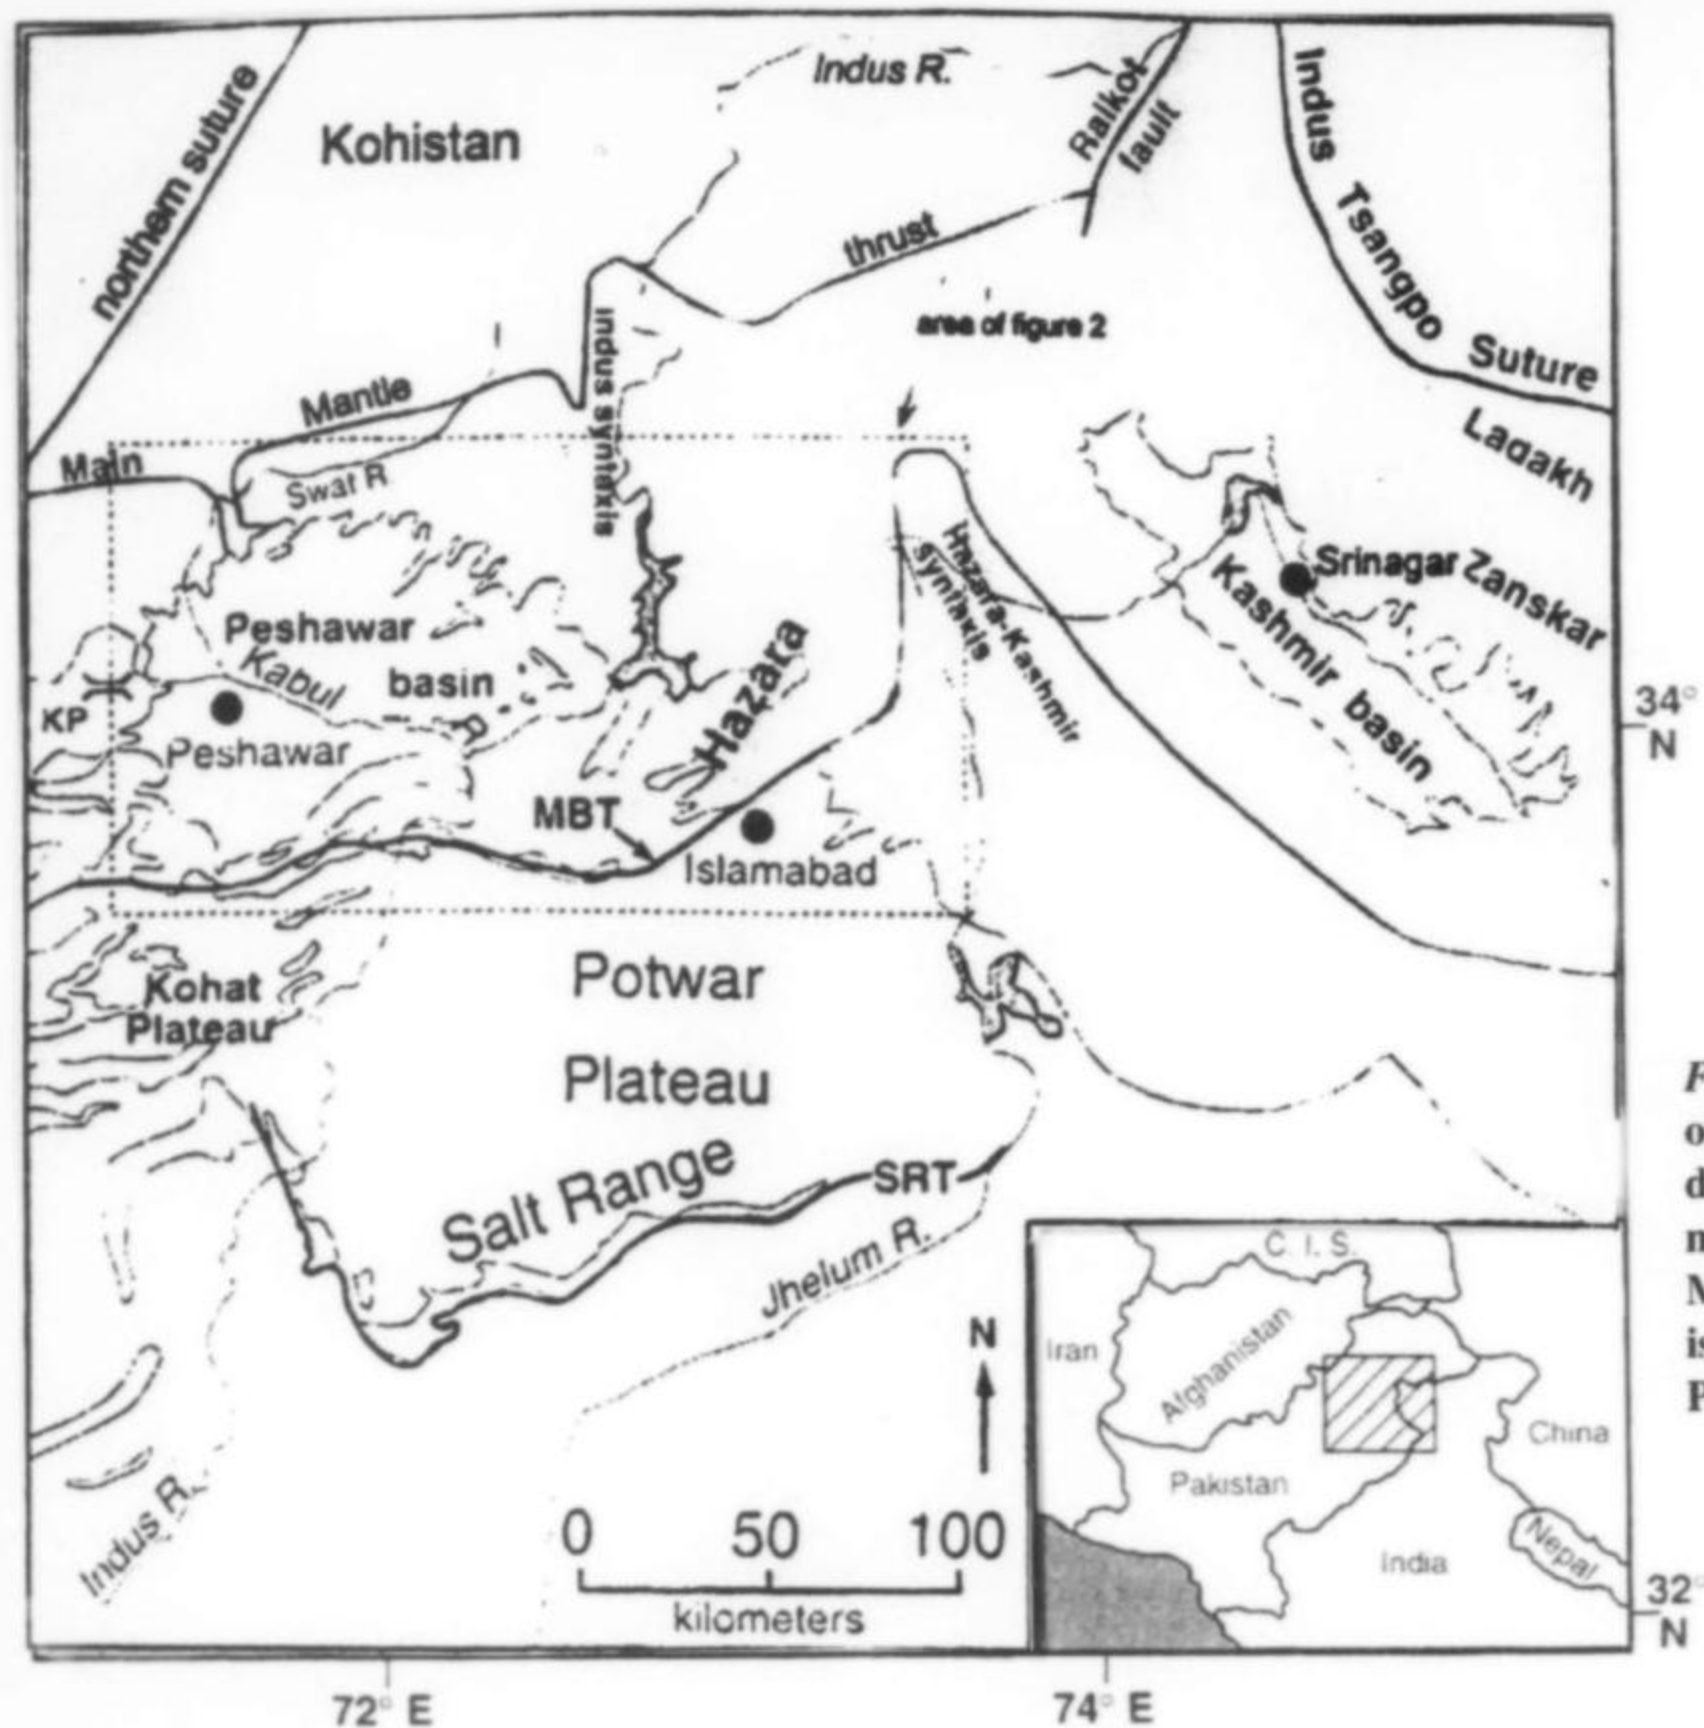 Indus R.
Kohistan
northern suture
Raikot
fault
Indus Tsangpo Suture
thrust
area of figure 2
Indus syntaxis
Mantle
Main
Swat R
Ladakh
Hazara-Kashmir
syntaxis
Srinagar
Zanskar
Kashmir basin
Peshawar
basin
Kabul
R
KP
Peshawar
Hazara
34°
N
MBT
Islamabad
Kohat
Plateau
Potwar
Plateau
Salt Range
SRT
Jhelum R.
Indus R.
N
0 50 100
kilometers
C. I. S.
Iran
Afghanistan
Pakistan
China
India
Nepal
32°
N
72° E
74° E